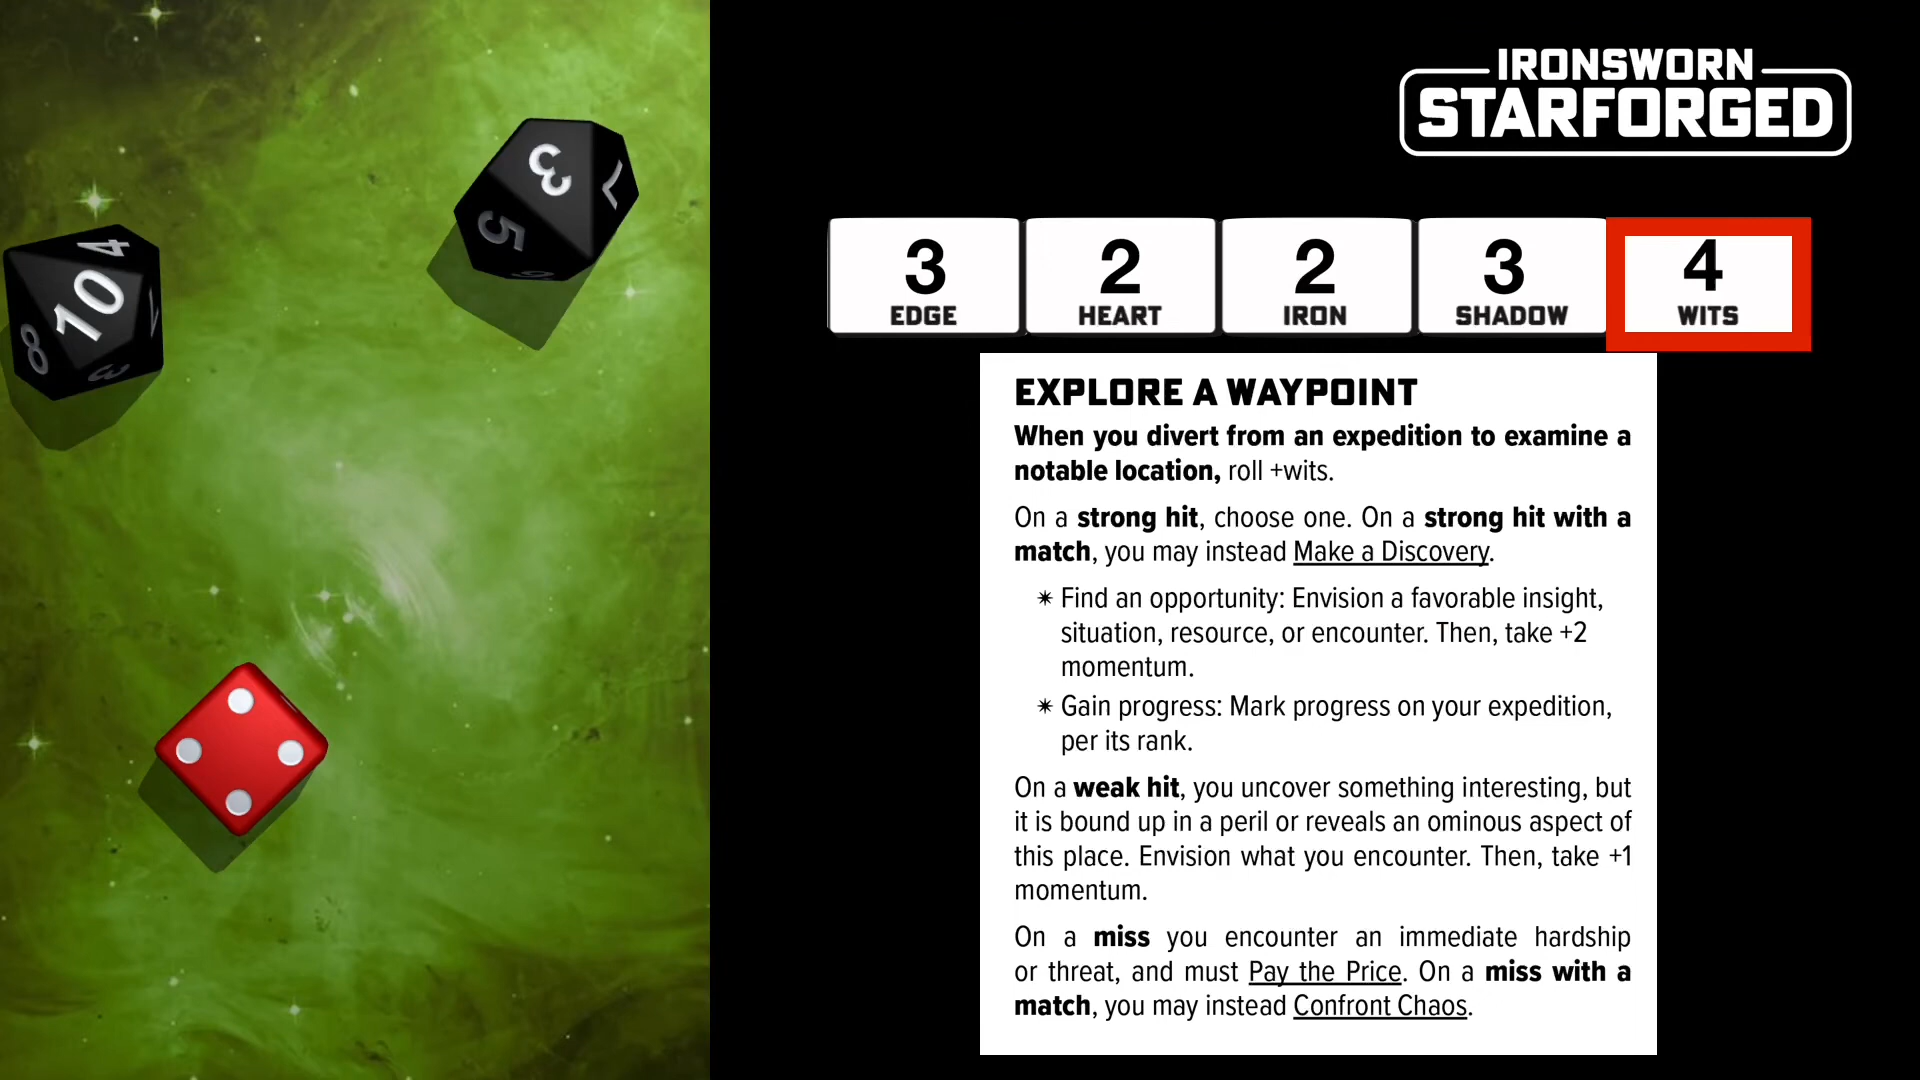 IRONSWORN
STARFORGED
4
10
8
3
3
5
3 2 2 3 4
EDGE HEART IRON SHADOW WITS
EXPLORE A WAYPOINT
When you divert from an expedition to examine a
notable location, roll +wits.
On a strong hit, choose one. On a strong hit with a
match, you may instead Make a Discovery.
✴ Find an opportunity: Envision a favorable insight,
situation, resource, or encounter. Then, take +2
momentum.
✴ Gain progress: Mark progress on your expedition,
per its rank.
On a weak hit, you uncover something interesting, but
it is bound up in a peril or reveals an ominous aspect of
this place. Envision what you encounter. Then, take +1
momentum.
On a miss you encounter an immediate hardship
or threat, and must Pay the Price. On a miss with a
match, you may instead Confront Chaos.